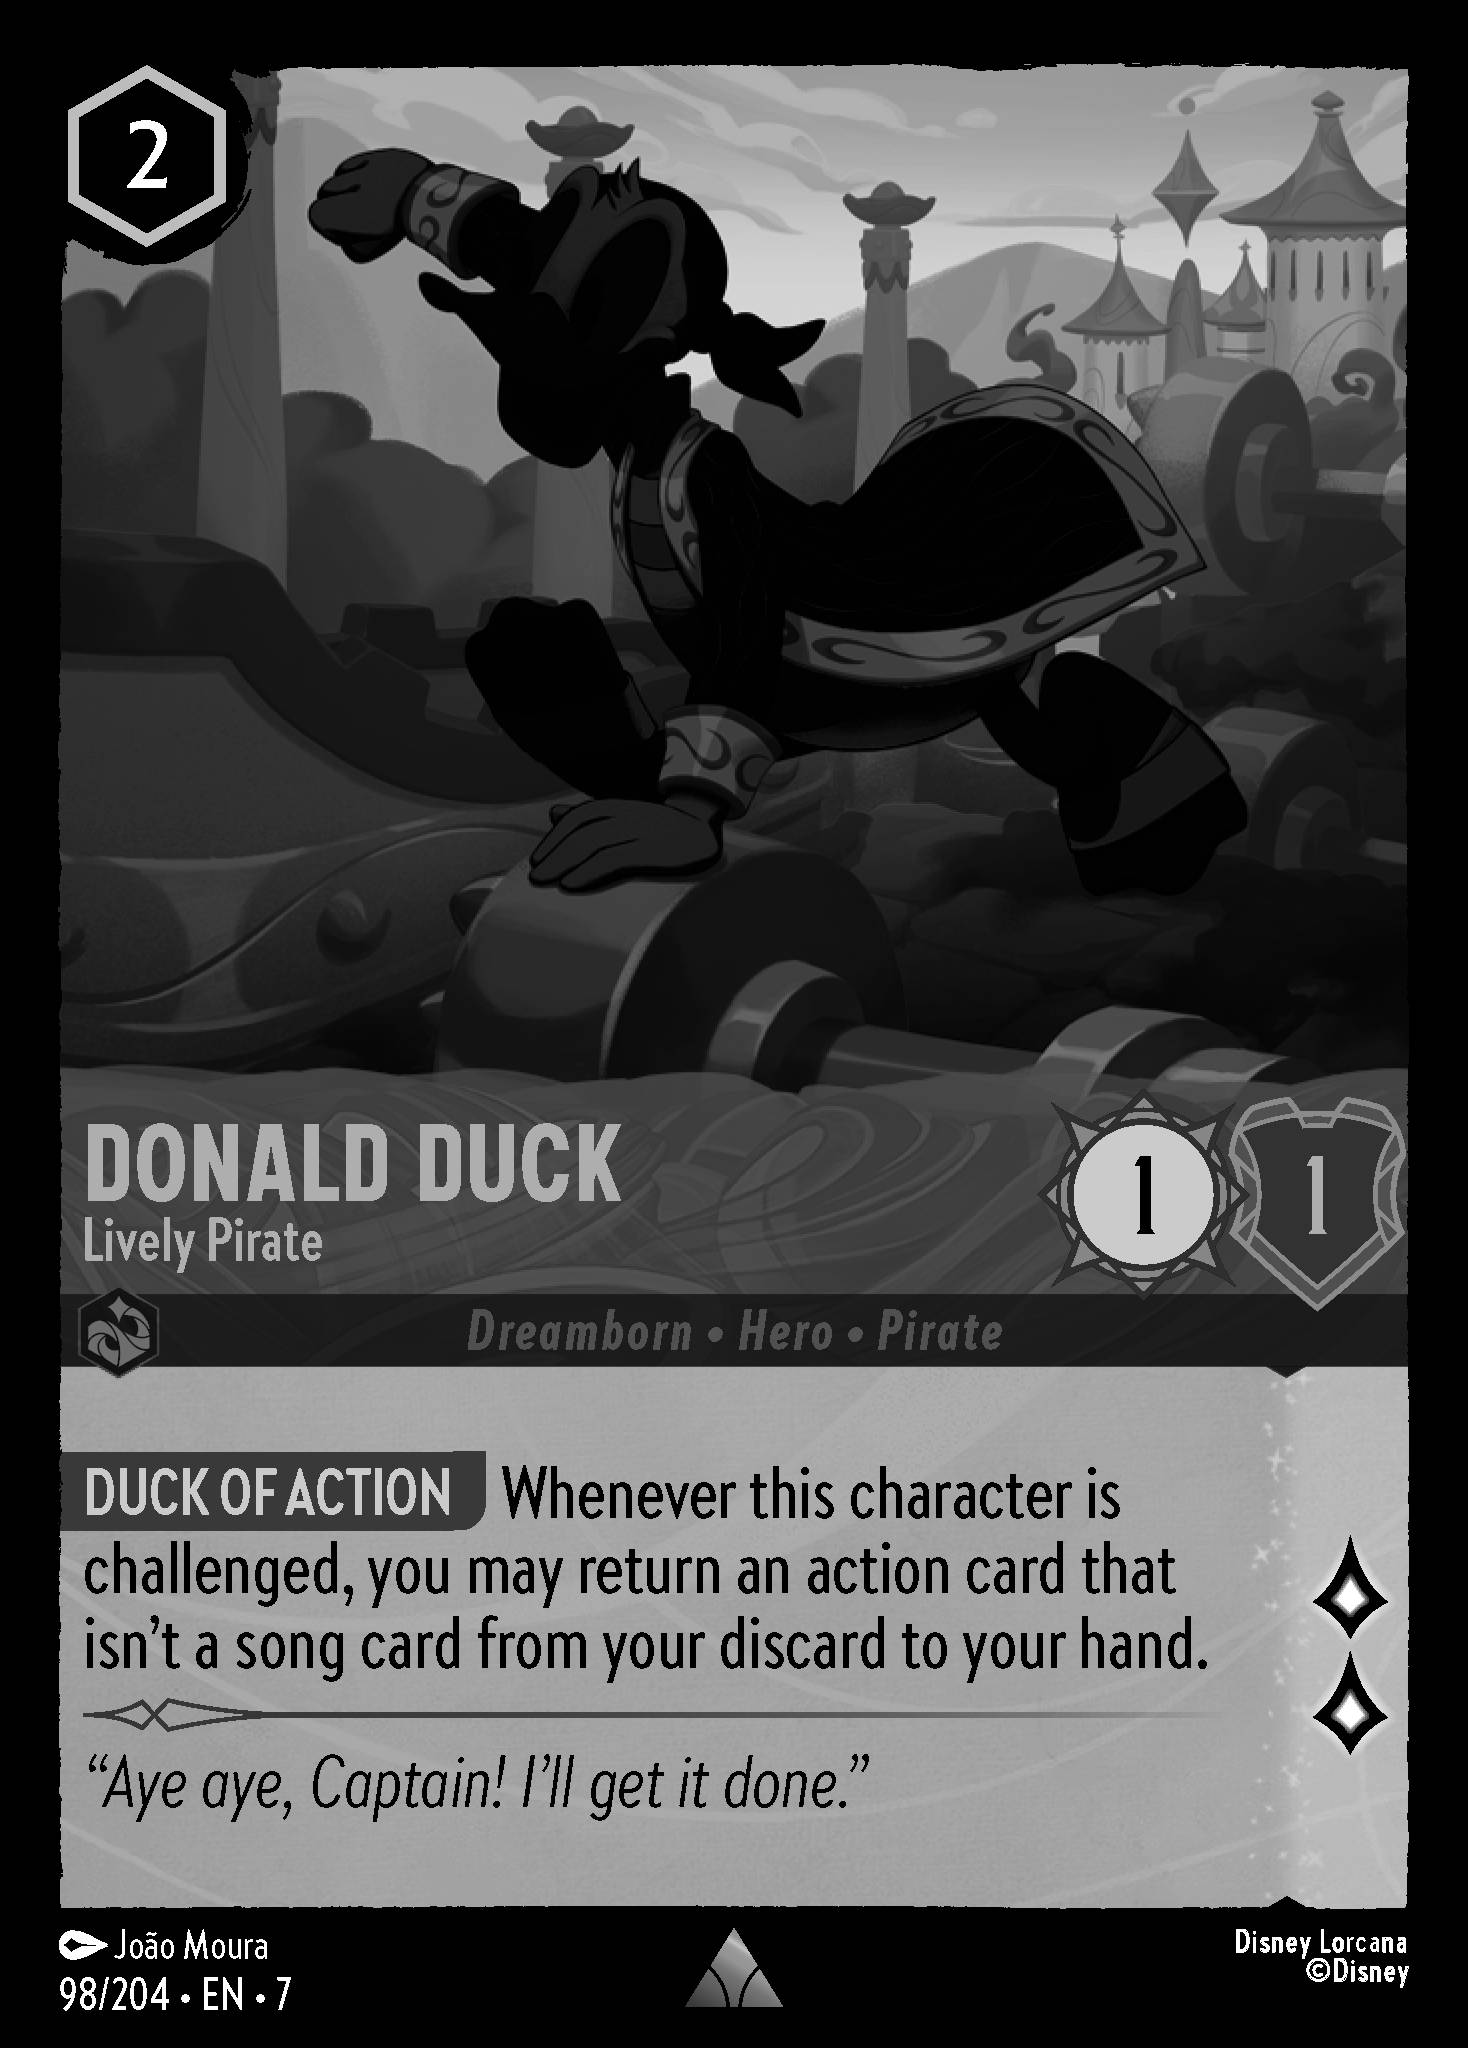 2
DONALD DUCK
1
1
Lively Pirate
Dreamborn • Hero • Pirate
DUCK OF ACTION Whenever this character is
challenged, you may return an action card that
isn’t a song card from your discard to your hand.
“Aye aye, Captain! I’ll get it done.”
João Moura
Disney Lorcana
98/204 • EN • 7
©Disney